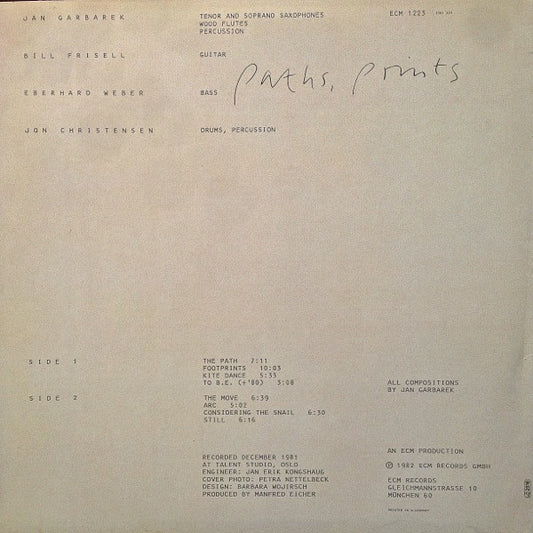 JAN GARBAREK TENOR AND SOPRANO SAXOPHONES ECM 1223
WOOD FLUTES
PERCUSSION
BILL FRISELL GUITAR
paths, prints
EBERHARD WEBER BASS
JON CHRISTENSEN DRUMS, PERCUSSION
SIDE 1 THE PATH 7:11
FOOTPRINTS 10:03
KITE DANCE 5:33
TO B.E. (+'80) 3:08
SIDE 2 THE MOVE 6:39
ARC 5:02
CONSIDERING THE SNAIL 6:30
STILL 6:16
ALL COMPOSITIONS
BY JAN GARBAREK
RECORDED DECEMBER 1981
AT TALENT STUDIO, OSLO
ENGINEER: JAN ERIK KONGSHAUG
COVER PHOTO: PETRA NETTELBECK
DESIGN: BARBARA WOJIRSCH
PRODUCED BY MANFRED EICHER
AN ECM PRODUCTION
Ⓟ 1982 ECM RECORDS GMBH
ECM RECORDS
GLEICHMANNSTRASSE 10
MÜNCHEN 60
PRINTED IN W.GERMANY